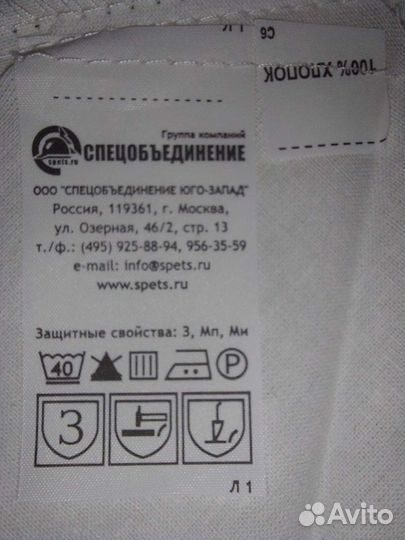 Группа компаний
СПЕЦОБЪЕДИНЕНИЕ
spets.ru
ООО "СПЕЦОБЪЕДИНЕНИЕ ЮГО-ЗАПАД"
Россия, 119361, г. Москва,
ул. Озерная, 46/2, стр. 13
т./ф.: (495) 925-88-94, 956-35-59
e-mail: info@spets.ru
www.spets.ru
Защитные свойства: З, Мп, Ми
40 P
З
Л 1
100% ХЛОПОК
Avito